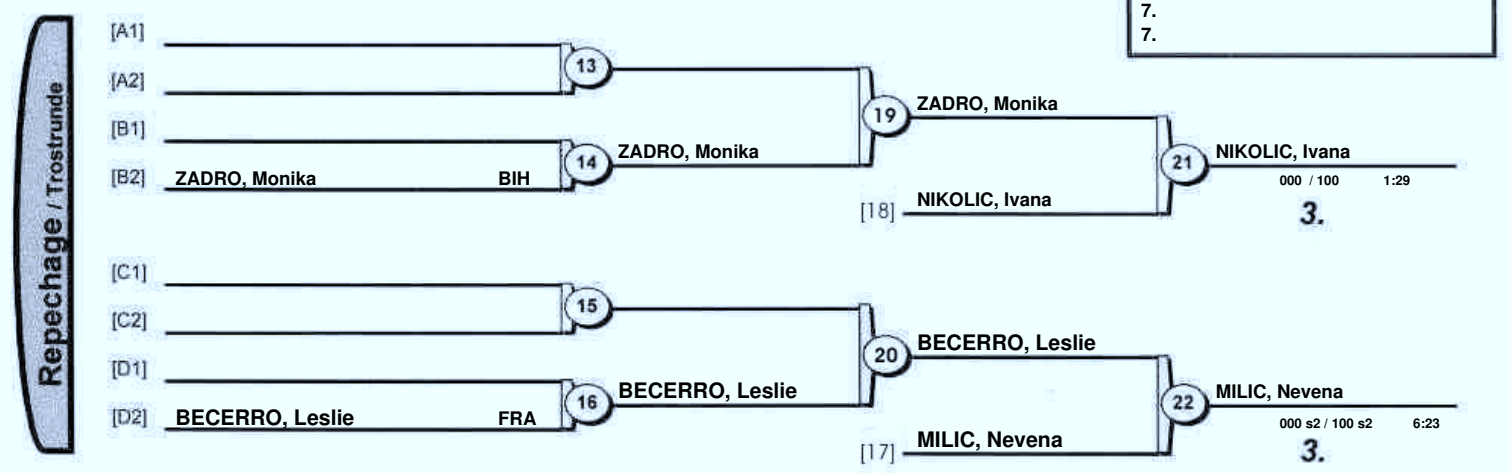 7.
7.
Repechage / Trostrunde
[A1]
13
[A2]
19 ZADRO, Monika
[B1]
14 ZADRO, Monika
21 NIKOLIC, Ivana
[B2] ZADRO, Monika BIH
000 / 100 1:29
[18] NIKOLIC, Ivana
3.
[C1]
15
[C2]
20 BECERRO, Leslie
[D1]
16 BECERRO, Leslie
22 MILIC, Nevena
[D2] BECERRO, Leslie FRA
000 s2 / 100 s2 6:23
[17] MILIC, Nevena
3.